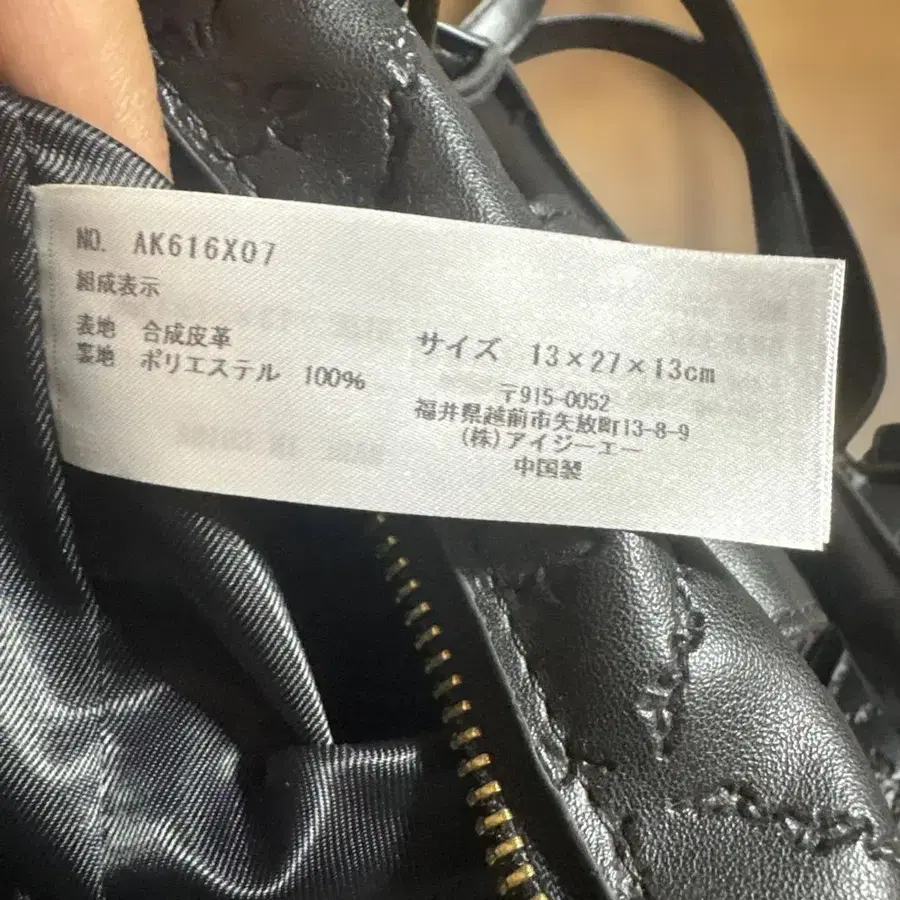 NO. AK616X07
組成表示
表地 合成皮革
裏地 ポリエステル 100%
サイズ 13×27×13cm
〒915-0052
福井県越前市矢放町13-8-9
(株)アイジーエー
中国製